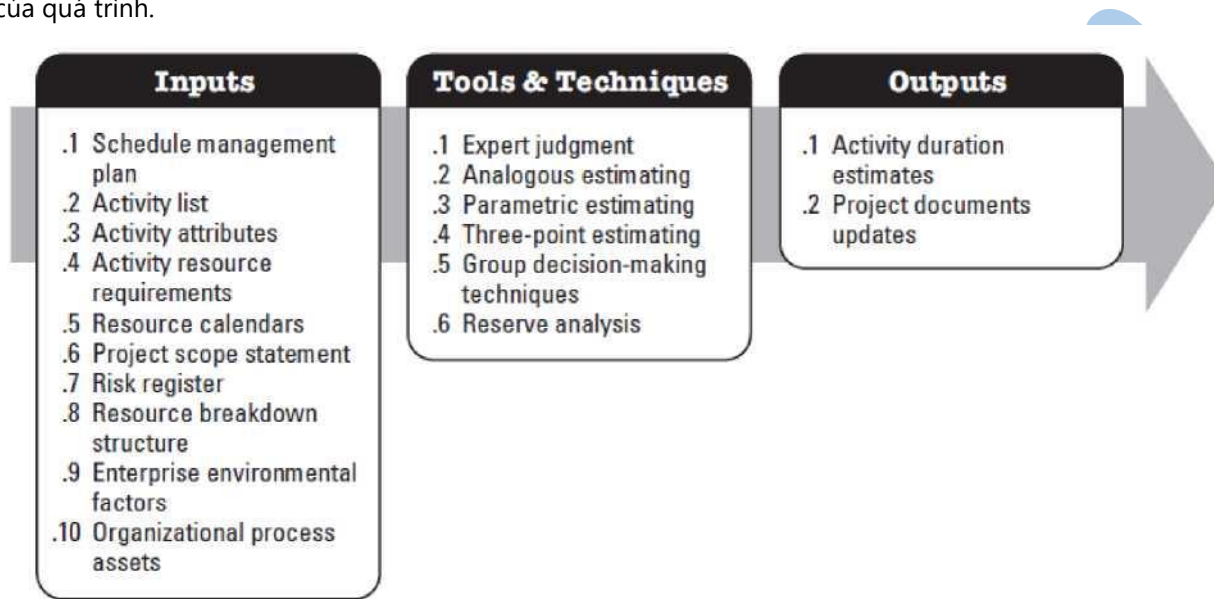 của quá trình.
Inputs
.1 Schedule management
plan
.2 Activity list
.3 Activity attributes
.4 Activity resource
requirements
.5 Resource calendars
.6 Project scope statement
.7 Risk register
.8 Resource breakdown
structure
.9 Enterprise environmental
factors
.10 Organizational process
assets
Tools & Techniques
.1 Expert judgment
.2 Analogous estimating
.3 Parametric estimating
.4 Three-point estimating
.5 Group decision-making
techniques
.6 Reserve analysis
Outputs
.1 Activity duration
estimates
.2 Project documents
updates